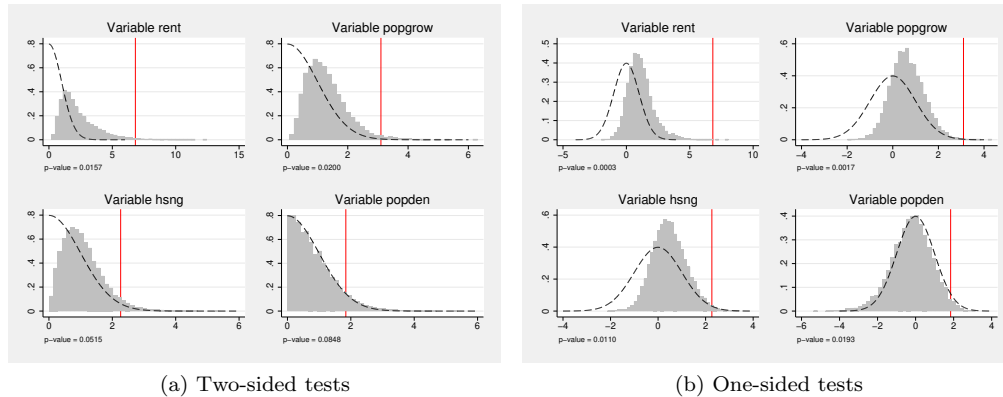 Variable rent
0 .2 .4 .6 .8
0 5 10 15
p−value = 0.0157
Variable popgrow
0 .2 .4 .6 .8
0 2 4 6
p−value = 0.0200
Variable hsng
0 .2 .4 .6 .8
0 2 4 6
p−value = 0.0515
Variable popden
0 .2 .4 .6 .8
0 2 4 6
p−value = 0.0848
(a) Two-sided tests
Variable rent
0 .1 .2 .3 .4 .5
−5 0 5 10
p−value = 0.0003
Variable popgrow
0 .2 .4 .6
−4 −2 0 2 4
p−value = 0.0017
Variable hsng
0 .2 .4 .6
−4 −2 0 2 4
p−value = 0.0110
Variable popden
0 .1 .2 .3 .4
−6 −4 −2 0 2 4
p−value = 0.0193
(b) One-sided tests